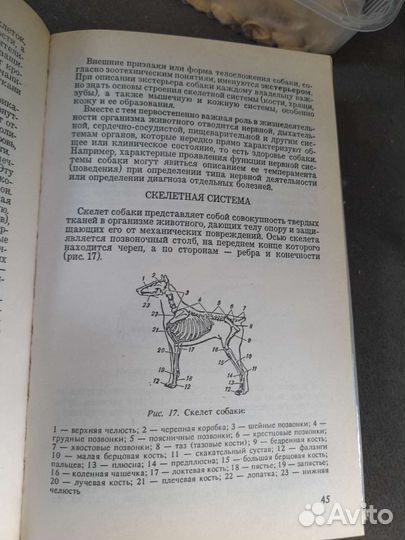 Внешние признаки или форма телосложения собаки, со-
гласно зоотехническим понятиям, именуются экстерьером.
При описании экстерьера собаки каждому владельцу важ-
но знать основы строения скелетной системы (кости, хрящи,
зубы), а также мышечную и кожную системы, особенно
кожу и ее образования.
Вместе с тем первостепенно важная роль в жизнедеятель-
ности организма животного отводится нервной, дыхатель-
ной, сердечно-сосудистой, пищеварительной и другим сис-
темам органов, которые нередко прямо характеризуют об-
щее или клиническое состояние, то есть здоровье собаки.
Например, характерные проявления функции нервной сис-
темы собаки могут явиться описанием ее темперамента
(поведения) при определении типа нервной деятельности
или определении диагноза отдельных болезней.
СКЕЛЕТНАЯ СИСТЕМА
Скелет собаки представляет собой совокупность твердых
тканей в организме животного, дающих телу опору и защи-
щающих его от механических повреждений. Осью скелета
является позвоночный столб, на переднем конце которого
находится череп, а по сторонам — ребра и конечности
(рис. 17).
Рис. 17. Скелет собаки:
1 — верхняя челюсть; 2 — черепная коробка; 3 — шейные позвонки; 4 —
грудные позвонки; 5 — поясничные позвонки; 6 — крестцовые позвонки;
7 — хвостовые позвонки; 8 — таз (тазовые кости); 9 — бедренная кость;
10 — малая берцовая кость; 11 — скакательный сустав; 12 — фаланги
пальцев; 13 — плюсна; 14 — предплюсна; 15 — большая берцовая кость;
16 — коленная чашечка; 17 — локтевая кость; 18 — пястье; 19 — запястье;
20 — лучевая кость; 21 — плечевая кость; 22 — лопатка; 23 — нижняя
челюсть
45
Avito